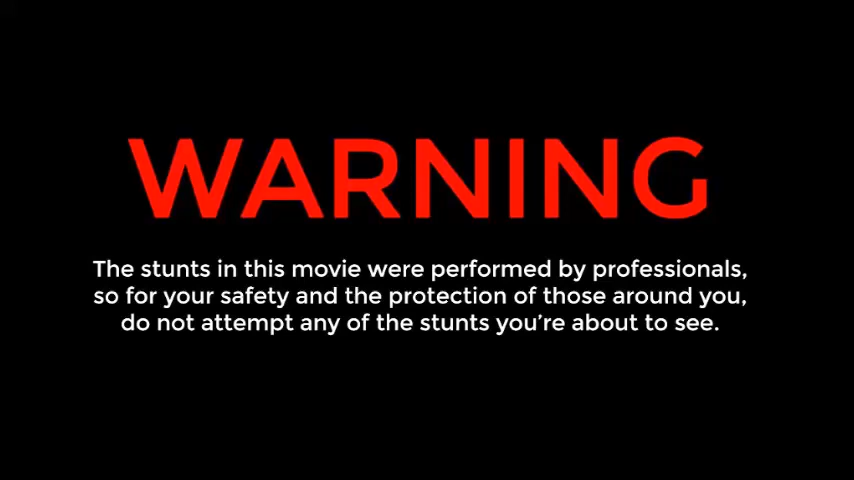 WARNING
The stunts in this movie were performed by professionals,
so for your safety and the protection of those around you,
do not attempt any of the stunts you’re about to see.